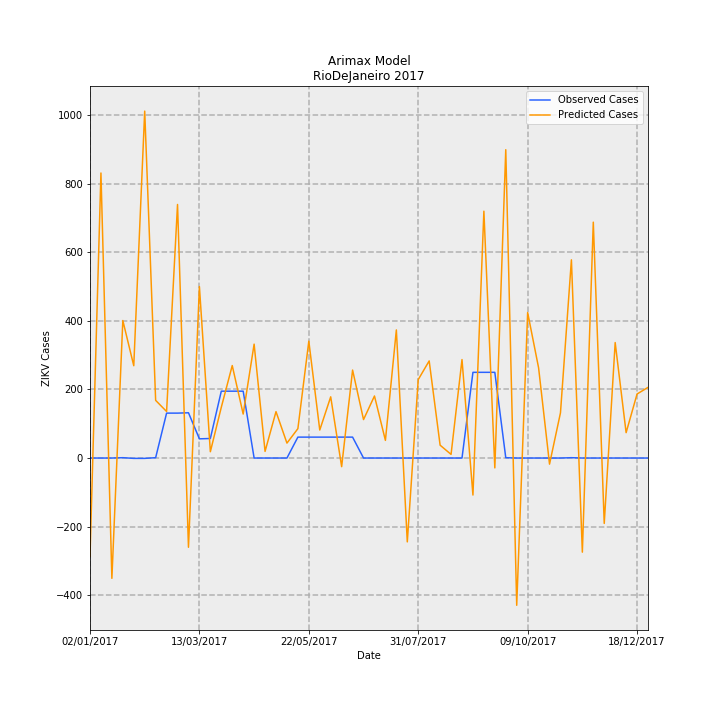 Arimax Model
RioDeJaneiro 2017
Observed Cases
Predicted Cases
ZIKV Cases
1000
800
600
400
200
0
−200
−400
02/01/2017 13/03/2017 22/05/2017 31/07/2017 09/10/2017 18/12/2017
Date